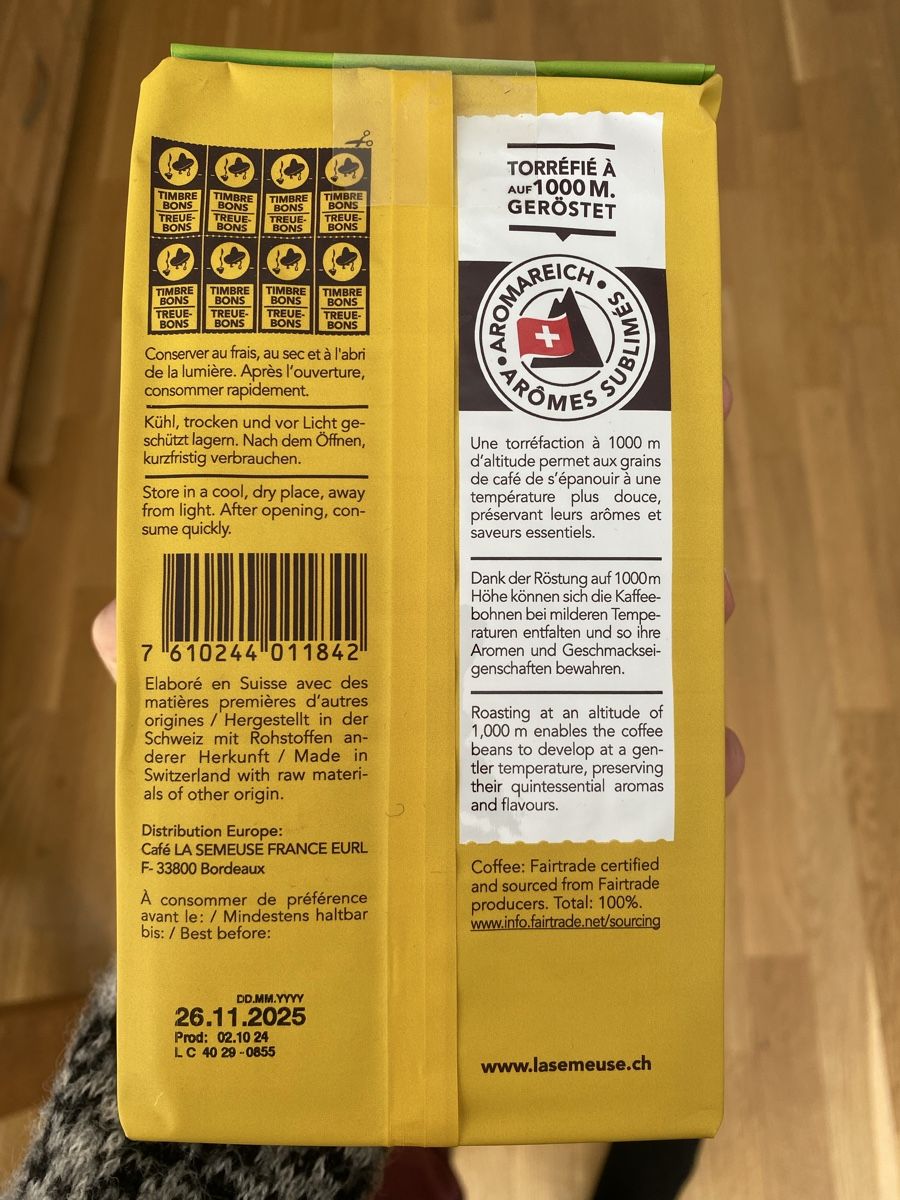 TIMBRE TIMBRE TIMBRE TIMBRE
BONS BONS BONS BONS
TREUE- TREUE- TREUE- TREUE-
BONS BONS BONS BONS
TIMBRE TIMBRE TIMBRE TIMBRE
BONS BONS BONS BONS
TREUE- TREUE- TREUE- TREUE-
BONS BONS BONS BONS
Conserver au frais, au sec et à l'abri
de la lumière. Après l'ouverture,
consommer rapidement.
Kühl, trocken und vor Licht ge-
schützt lagern. Nach dem Öffnen,
kurzfristig verbrauchen.
Store in a cool, dry place, away
from light. After opening, con-
sume quickly.
7 610244 011842
Elaboré en Suisse avec des
matières premières d'autres
origines / Hergestellt in der
Schweiz mit Rohstoffen an-
derer Herkunft / Made in
Switzerland with raw materi-
als of other origin.
Distribution Europe:
Café LA SEMEUSE FRANCE EURL
F- 33800 Bordeaux
À consommer de préférence
avant le: / Mindestens haltbar
bis: / Best before:
DD.MM.YYYY
26.11.2025
Prod: 02.10 24
L C 40 29 -0855
TORRÉFIÉ À
AUF 1000 M.
GERÖSTET
• AROMAREICH •
ARÔMES SUBLIMÉS
Une torréfaction à 1000 m
d'altitude permet aux grains
de café de s'épanouir à une
température plus douce,
préservant leurs arômes et
saveurs essentiels.
Dank der Röstung auf 1000 m
Höhe können sich die Kaffee-
bohnen bei milderen Tempe-
raturen entfalten und so ihre
Aromen und Geschmacksei-
genschaften bewahren.
Roasting at an altitude of
1,000 m enables the coffee
beans to develop at a gen-
tler temperature, preserving
their quintessential aromas
and flavours.
Coffee: Fairtrade certified
and sourced from Fairtrade
producers. Total: 100%.
www.info.fairtrade.net/sourcing
www.lasemeuse.ch